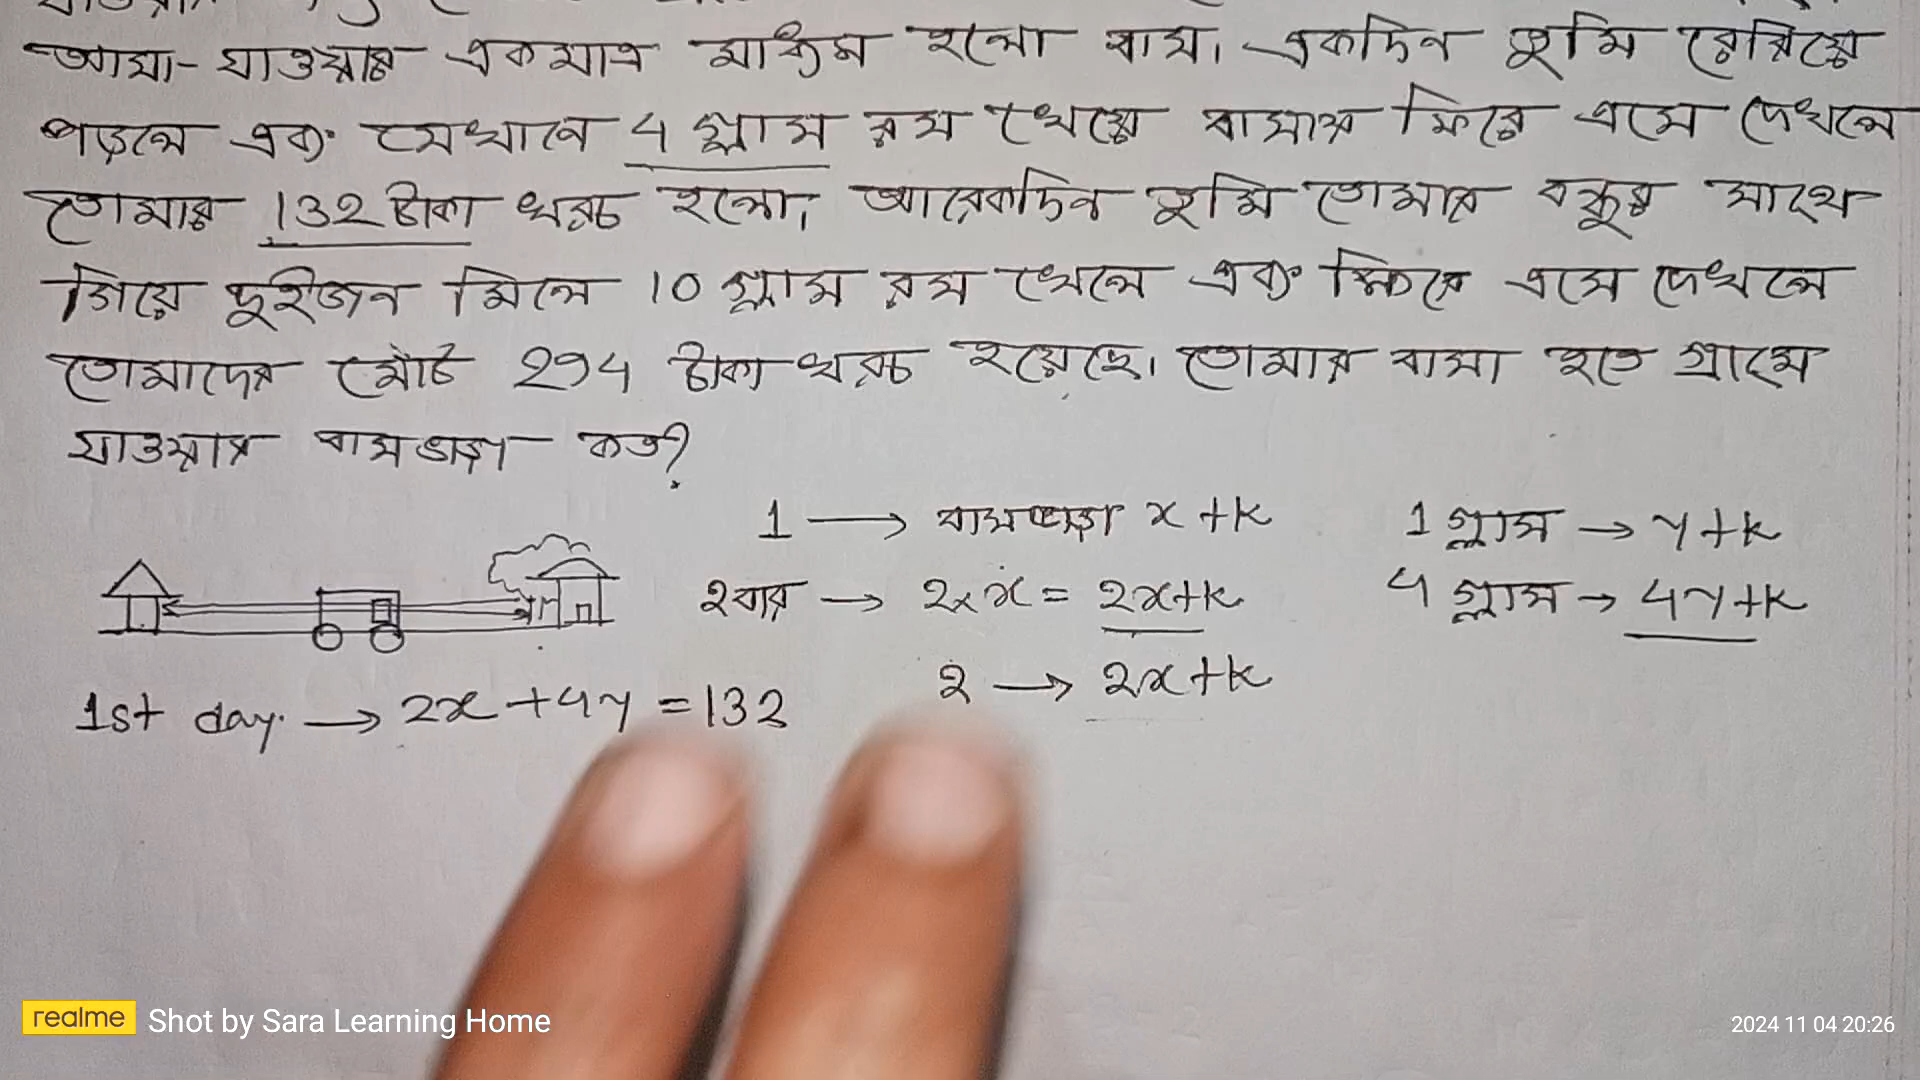 আসা-যাওয়ার একমাত্র মাধ্যম হলো বাস। একদিন তুমি বেরিয়ে
পড়লে এবং সেখানে 4 গ্লাস রস খেয়ে বাসায় ফিরে এসে দেখলে
তোমার 132 টাকা খরচ হলো। আরেকদিন তুমি তোমার বন্ধুর সাথে
গিয়ে দুইজন মিলে 10 গ্লাস রস খেলে এবং ফিরে এসে দেখলে
তোমাদের মোট 294 টাকা খরচ হয়েছে। তোমার বাসা হতে গ্রামে
যাওয়ার বাসভাড়া কত?
1 → বাসভাড়া x+k
1 গ্লাস → y+k
2বার → 2×x = 2x+k
4 গ্লাস → 4y+k
2 → 2x+k
1st day. → 2x+4y = 132
realme Shot by Sara Learning Home
2024 11 04 20:26